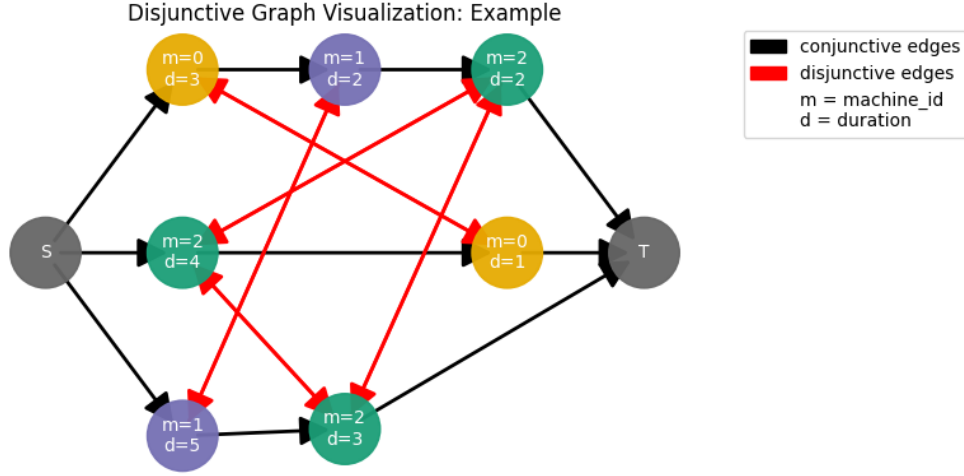 Disjunctive Graph Visualization: Example
m=0
d=3
m=1
d=2
m=2
d=2
conjunctive edges
disjunctive edges
m = machine_id
d = duration
S
m=2
d=4
m=0
d=1
T
m=1
d=5
m=2
d=3